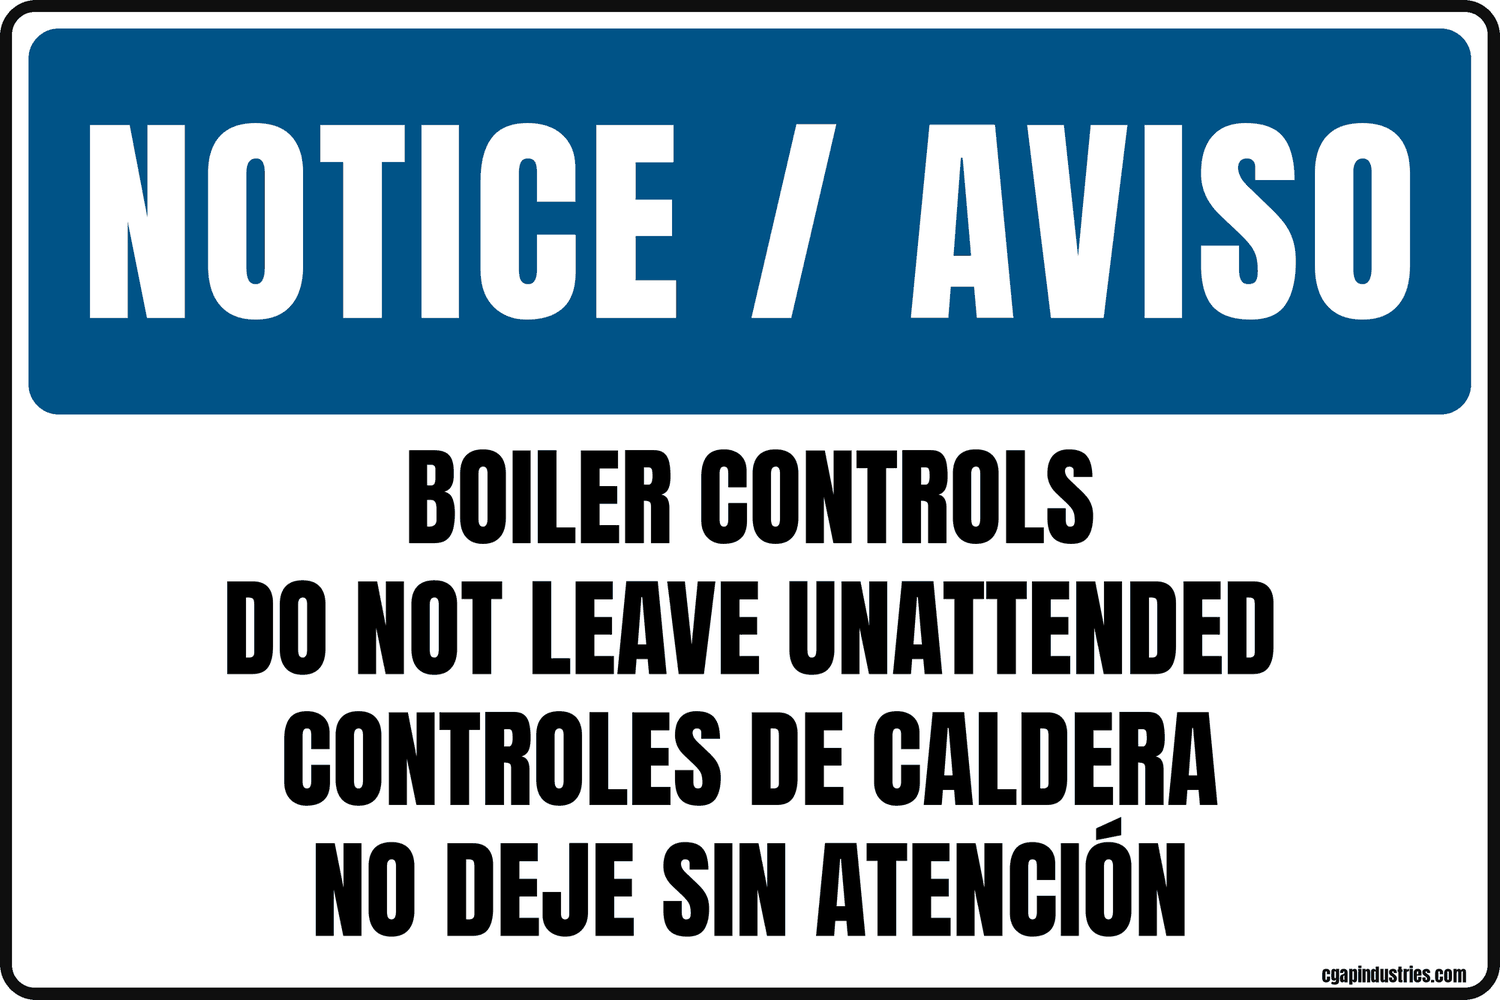 NOTICE / AVISO
BOILER CONTROLS
DO NOT LEAVE UNATTENDED
CONTROLES DE CALDERA
NO DEJE SIN ATENCIÓN
cgapindustries.com